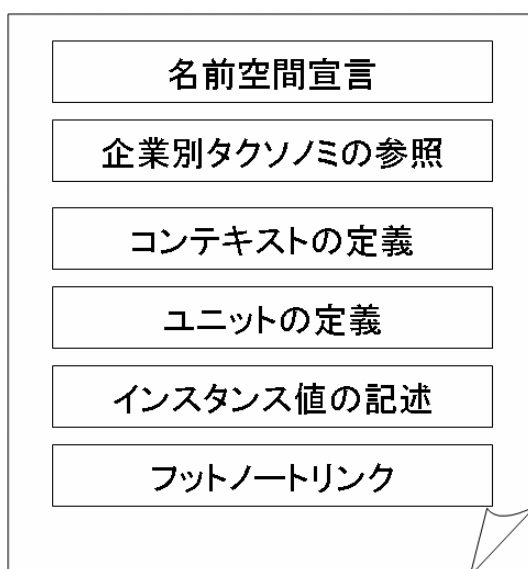 名前空間宣言
企業別タクソノミの参照
コンテキストの定義
ユニットの定義
インスタンス値の記述
フットノートリンク